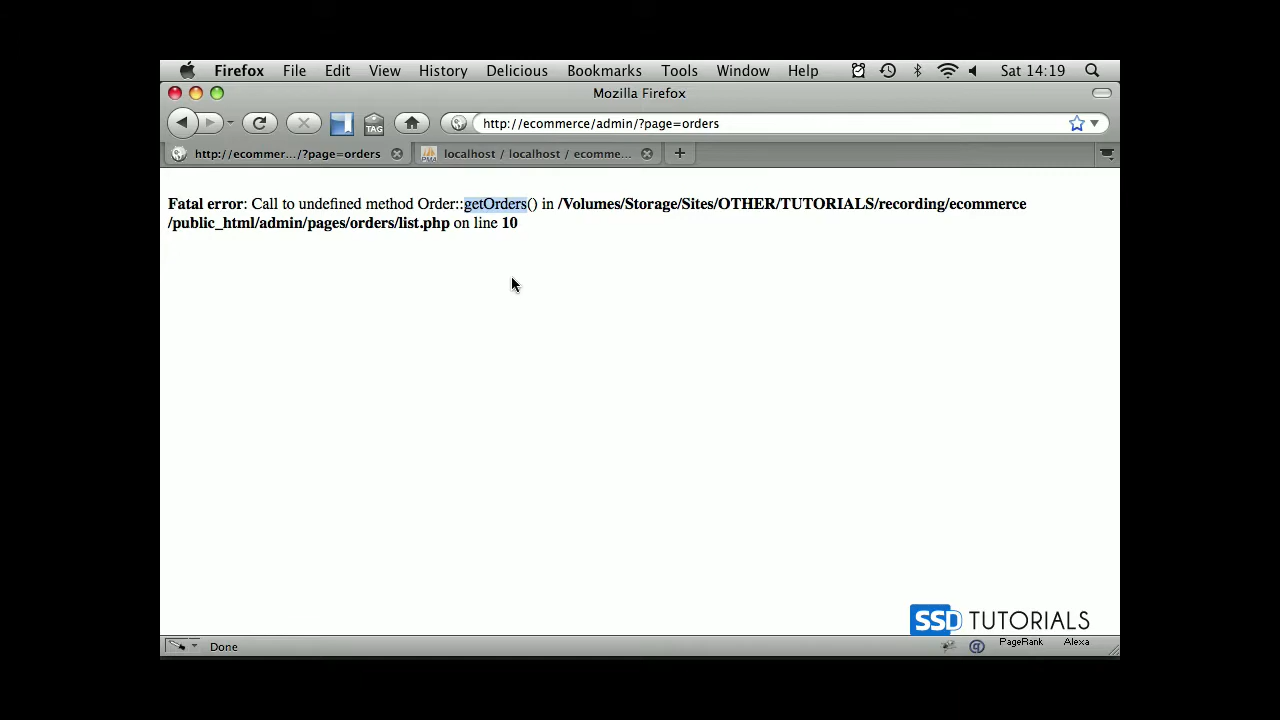 Firefox File Edit View History Delicious Bookmarks Tools Window Help Sat 14:19
Mozilla Firefox
TAG http://ecommerce/admin/?page=orders
http://ecommer.../?page=orders PMA localhost / localhost / ecomme...
Fatal error: Call to undefined method Order::getOrders() in /Volumes/Storage/Sites/OTHER/TUTORIALS/recording/ecommerce
/public_html/admin/pages/orders/list.php on line 10
SSD TUTORIALS
Done @ PageRank Alexa